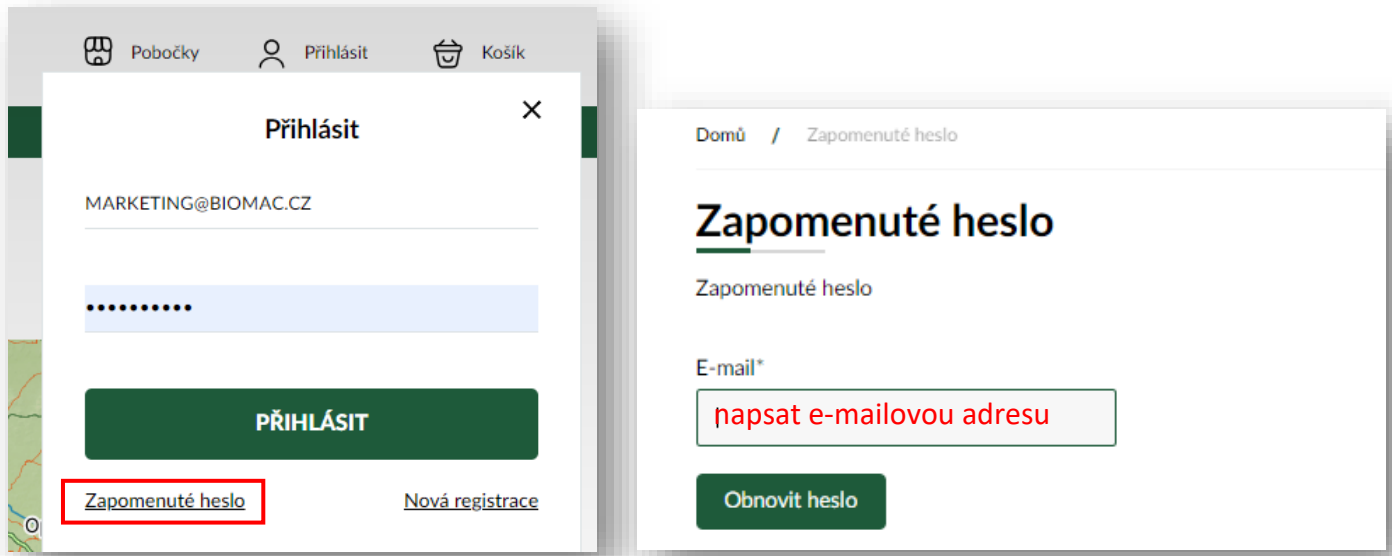 Pobočky Přihlásit Košík
Přihlásit
MARKETING@BIOMAC.CZ
••••••••••
PŘIHLÁSIT
Zapomenuté heslo Nová registrace
Domů / Zapomenuté heslo
Zapomenuté heslo
Zapomenuté heslo
E-mail*
napsat e-mailovou adresu
Obnovit heslo